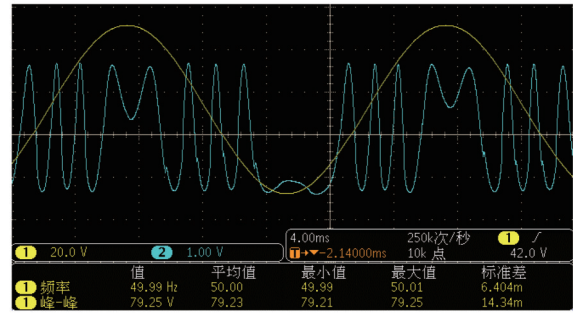 4.00ms 250k次/秒 1
1 20.0 V 2 1.00 V T→▼-2.14000ms 10k 点 42.0 V
值 平均值 最小值 最大值 标准差
1 频率 49.99 Hz 50.00 49.99 50.01 6.404m
1 峰-峰 79.25 V 79.23 79.21 79.25 14.34m